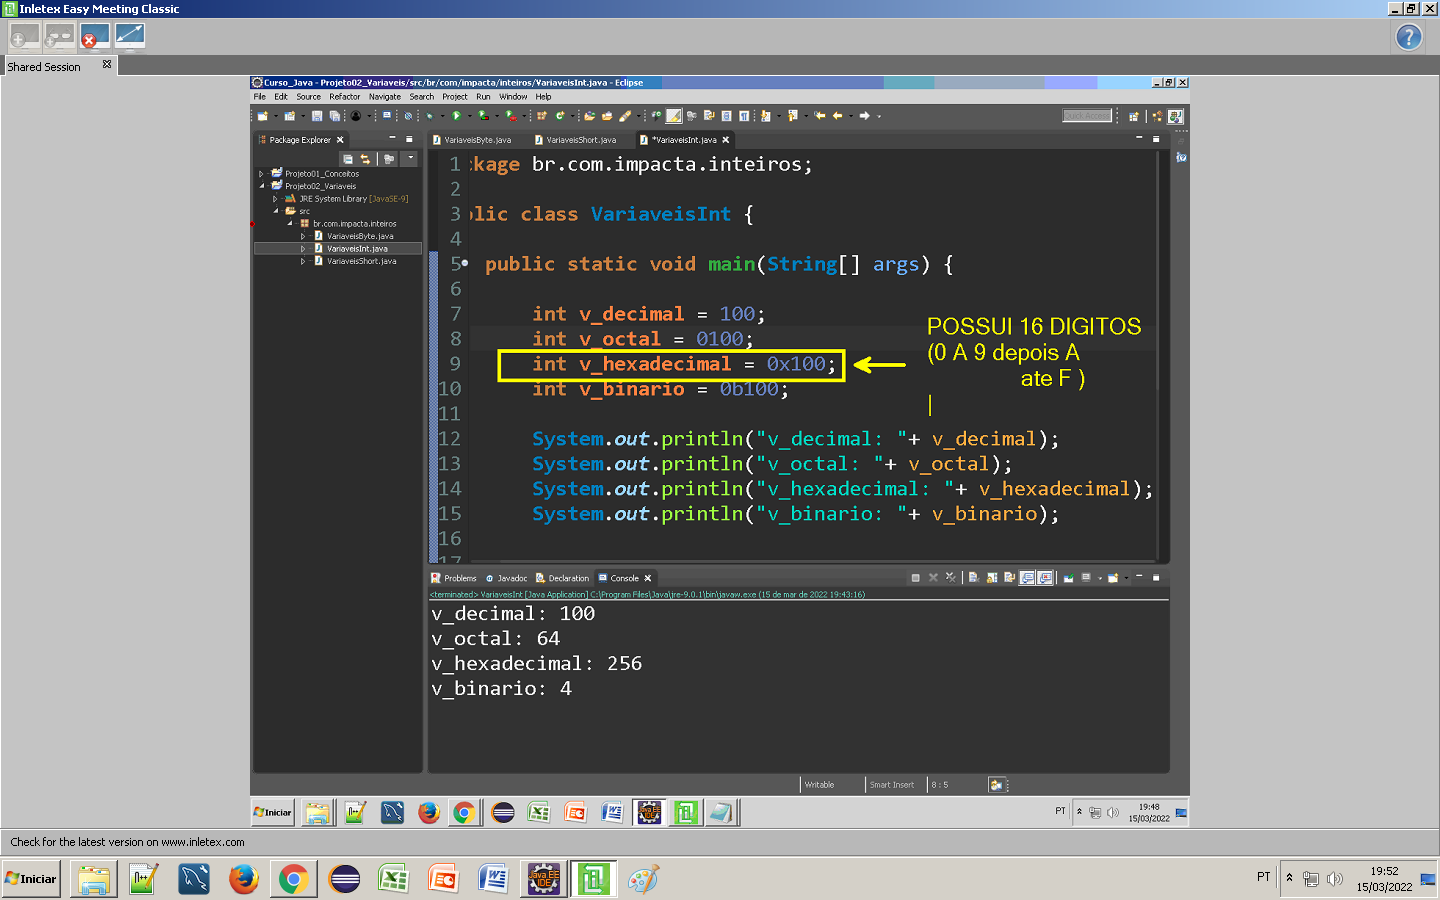 Inletex Easy Meeting Classic
Shared Session
Curso_Java - Projeto02_Variaveis/src/br/com/impacta/inteiros/VariaveisInt.java - Eclipse
File Edit Source Refactor Navigate Search Project Run Window Help
Quick Access
Package Explorer
Projeto01_Conceitos
Projeto02_Variaveis
JRE System Library [JavaSE-9]
src
br.com.impacta.inteiros
VariaveisByte.java
VariaveisInt.java
VariaveisShort.java
VariaveisByte.java VariaveisShort.java *VariaveisInt.java
1 kage br.com.impacta.inteiros;
2
3 lic class VariaveisInt {
4
5 public static void main(String[] args) {
6
7 int v_decimal = 100;
8 int v_octal = 0100;
9 int v_hexadecimal = 0x100;
10 int v_binario = 0b100;
11
12 System.out.println("v_decimal: "+ v_decimal);
13 System.out.println("v_octal: "+ v_octal);
14 System.out.println("v_hexadecimal: "+ v_hexadecimal);
15 System.out.println("v_binario: "+ v_binario);
16
17
POSSUI 16 DIGITOS
(0 A 9 depois A
ate F )
Problems Javadoc Declaration Console
<terminated> VariaveisInt [Java Application] C:\Program Files\Java\jre-9.0.1\bin\javaw.exe (15 de mar de 2022 19:43:16)
v_decimal: 100
v_octal: 64
v_hexadecimal: 256
v_binario: 4
Writable Smart Insert 8 : 5
Iniciar
PT
19:48
15/03/2022
Check for the latest version on www.inletex.com
Iniciar
Java EE
IDE
PT
19:52
15/03/2022